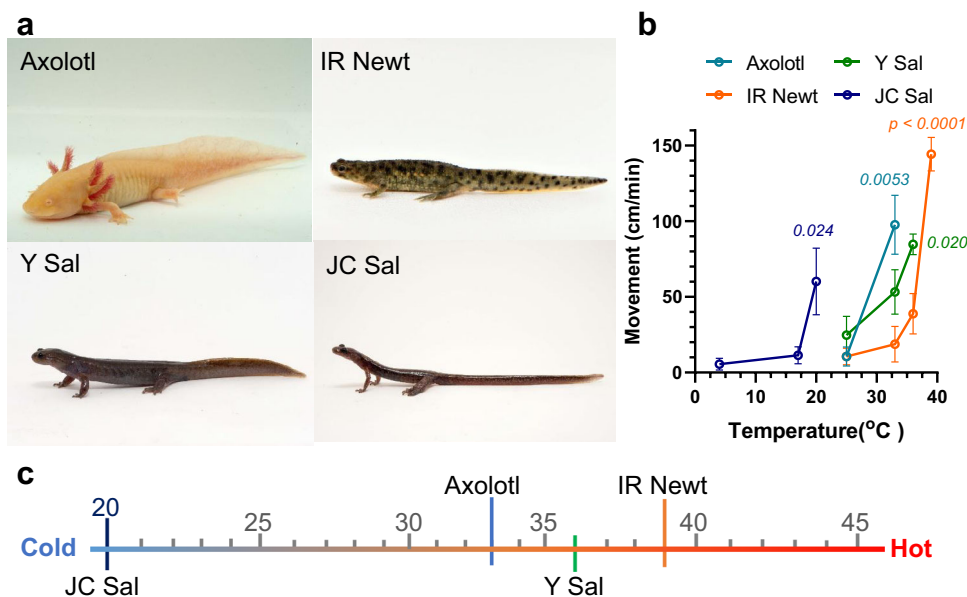 a
Axolotl
IR Newt
Y Sal
JC Sal
b
Axolotl
Y Sal
IR Newt
JC Sal
p < 0.0001
0.0053
0.024
0.020
Movement (cm/min)
150
100
50
0
0 10 20 30 40
Temperature(°C )
c
Axolotl
IR Newt
20 25 30 35 40 45
Cold
Hot
JC Sal
Y Sal